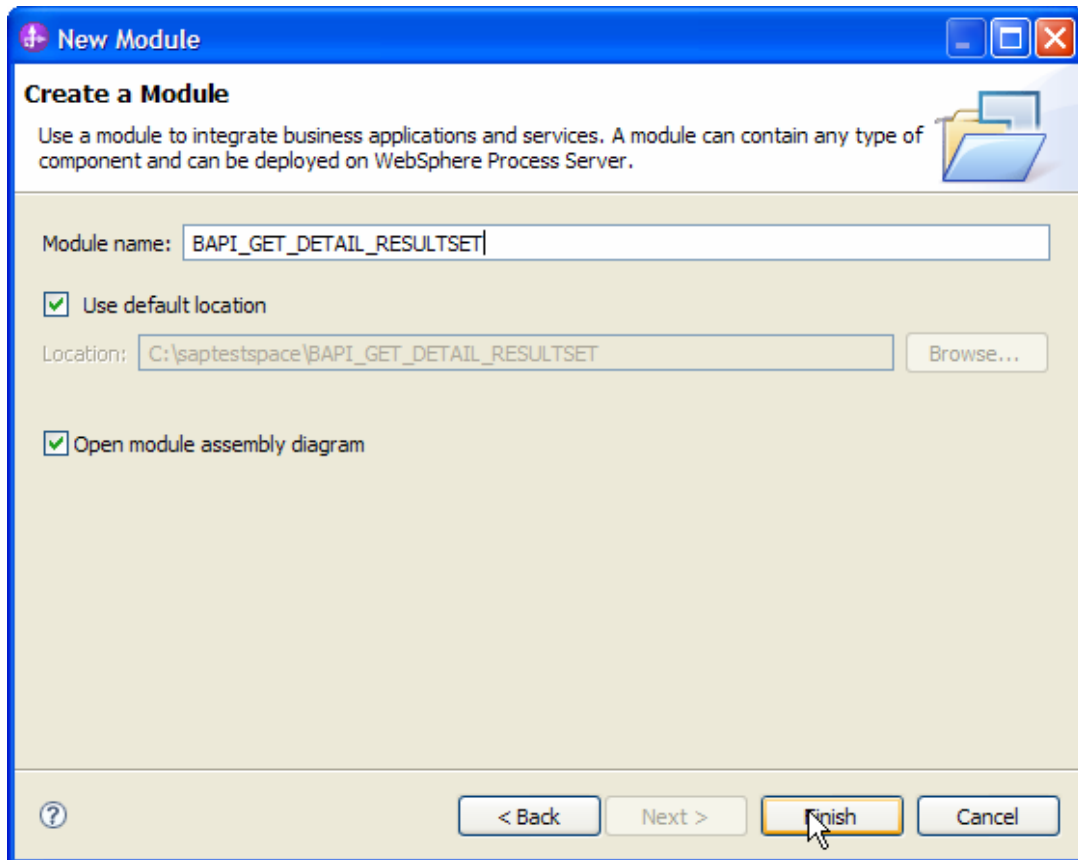 New Module
Create a Module
Use a module to integrate business applications and services. A module can contain any type of
component and can be deployed on WebSphere Process Server.
Module name: BAPI_GET_DETAIL_RESULTSET
Use default location
Location: C:\saptestspace\BAPI_GET_DETAIL_RESULTSET Browse...
Open module assembly diagram
? < Back Next > Finish Cancel